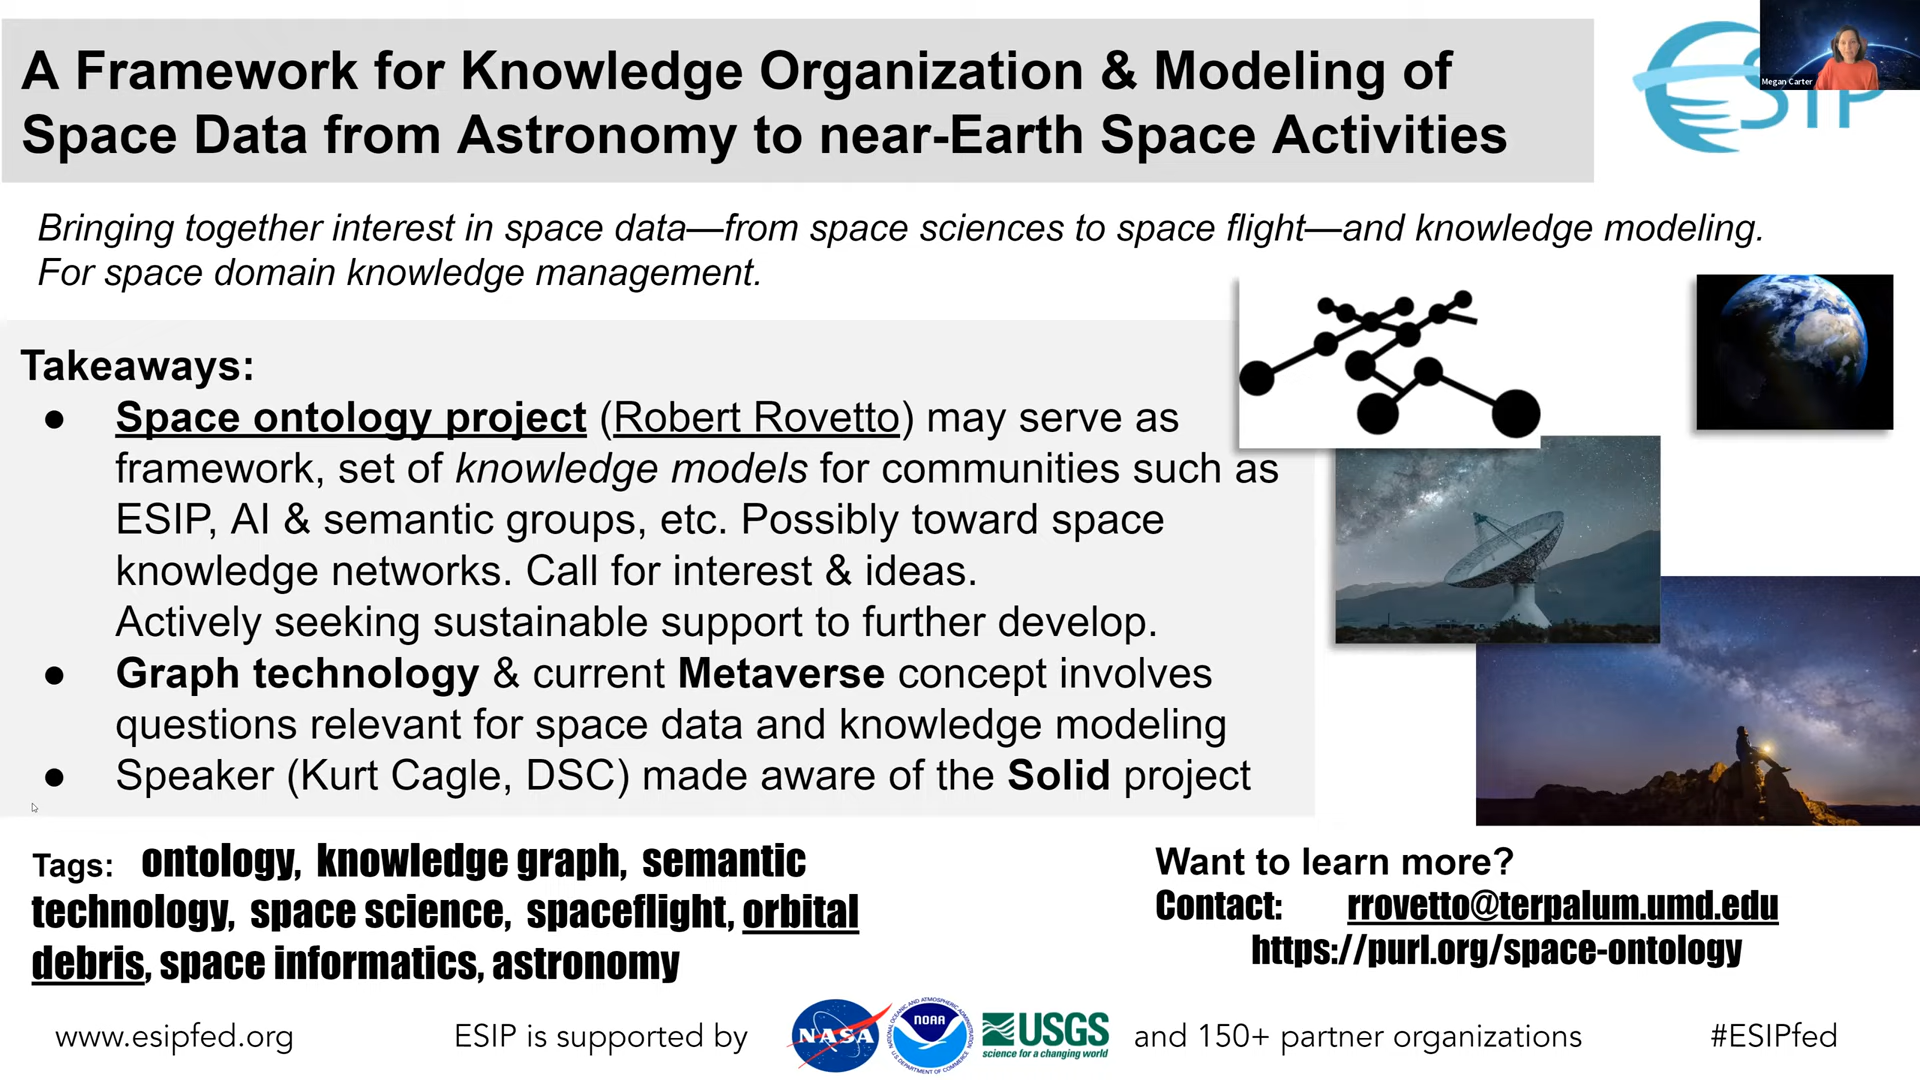 A Framework for Knowledge Organization & Modeling of
Space Data from Astronomy to near-Earth Space Activities
Megan Carter
ESIP
Bringing together interest in space data—from space sciences to space flight—and knowledge modeling.
For space domain knowledge management.
Takeaways:
● Space ontology project (Robert Rovetto) may serve as
framework, set of knowledge models for communities such as
ESIP, AI & semantic groups, etc. Possibly toward space
knowledge networks. Call for interest & ideas.
Actively seeking sustainable support to further develop.
● Graph technology & current Metaverse concept involves
questions relevant for space data and knowledge modeling
● Speaker (Kurt Cagle, DSC) made aware of the Solid project
Tags: ontology, knowledge graph, semantic
technology, space science, spaceflight, orbital
debris, space informatics, astronomy
Want to learn more?
Contact: rrovetto@terpalum.umd.edu
https://purl.org/space-ontology
www.esipfed.org
ESIP is supported by
NASA
NOAA
USGS
science for a changing world
and 150+ partner organizations
#ESIPfed